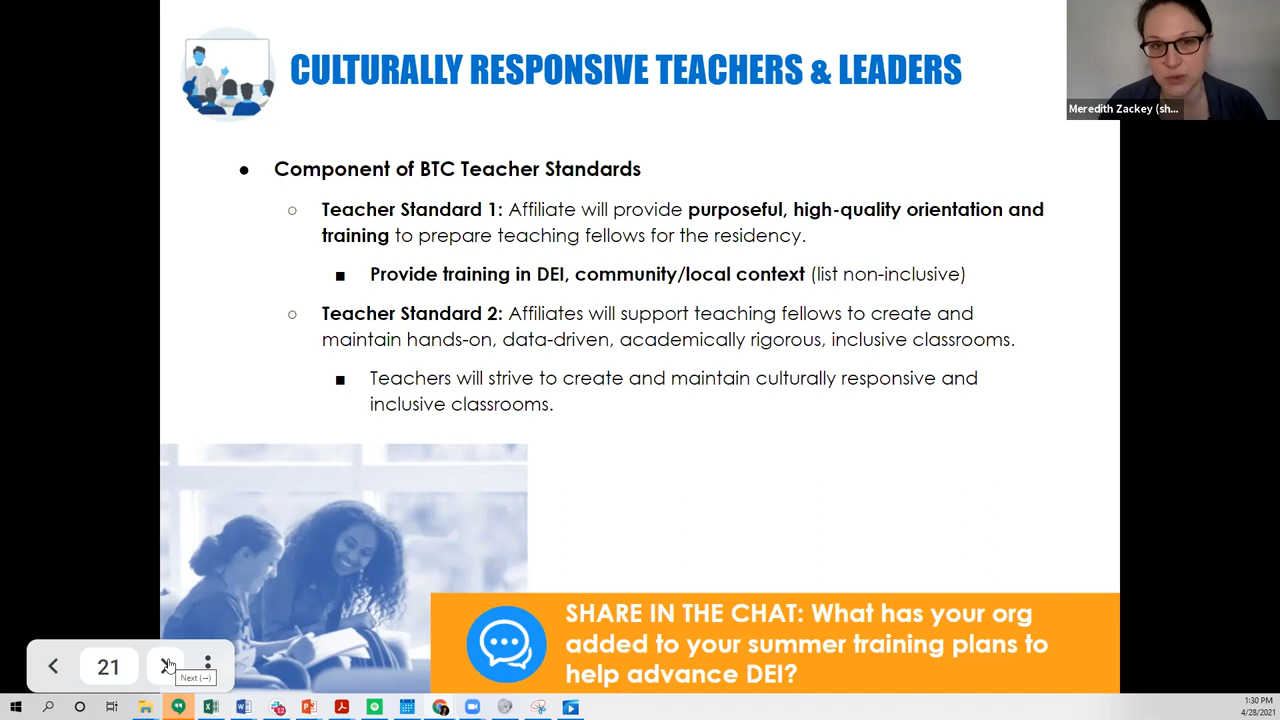 CULTURALLY RESPONSIVE TEACHERS & LEADERS
Meredith Zackey (sh...
● Component of BTC Teacher Standards
○ Teacher Standard 1: Affiliate will provide purposeful, high-quality orientation and
training to prepare teaching fellows for the residency.
■ Provide training in DEI, community/local context (list non-inclusive)
○ Teacher Standard 2: Affiliates will support teaching fellows to create and
maintain hands-on, data-driven, academically rigorous, inclusive classrooms.
■ Teachers will strive to create and maintain culturally responsive and
inclusive classrooms.
SHARE IN THE CHAT: What has your org
added to your summer training plans to
help advance DEI?
21
Next (→)
1:30 PM
4/28/2021